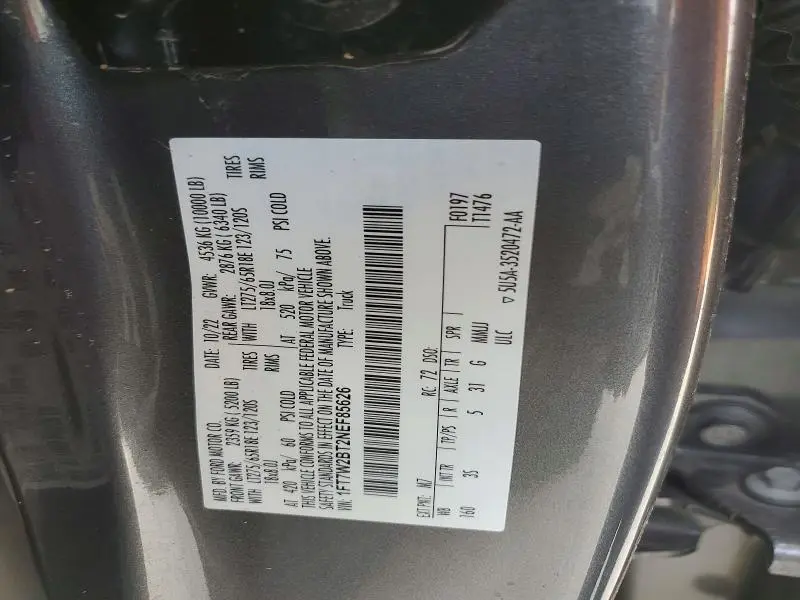 MFD. BY FORD MOTOR CO.
DATE: 10/22 GVWR: 4536 KG (10000 LB)
FRONT GAWR: 2359 KG ( 5200 LB) REAR GAWR: 2876 KG ( 6340 LB)
WITH LT275/65R18E 123/120S TIRES WITH LT275/65R18E 123/120S TIRES
18x8.0J RIMS 18x8.0J RIMS
AT 420 kPa/ 60 PSI COLD AT 520 kPa/ 75 PSI COLD
THIS VEHICLE CONFORMS TO ALL APPLICABLE FEDERAL MOTOR VEHICLE
SAFETY STANDARDS IN EFFECT ON THE DATE OF MANUFACTURE SHOWN ABOVE.
VIN: 1FT7W2BT2NEF85626 TYPE: Truck
EXT PNT: M7 RC: 72 DSO: F0197
WB INT TR TP/PS R AXLE TR SPR T1476
160 3S 5 31 G MMJJ
ULC 5U5A-3520472-AA